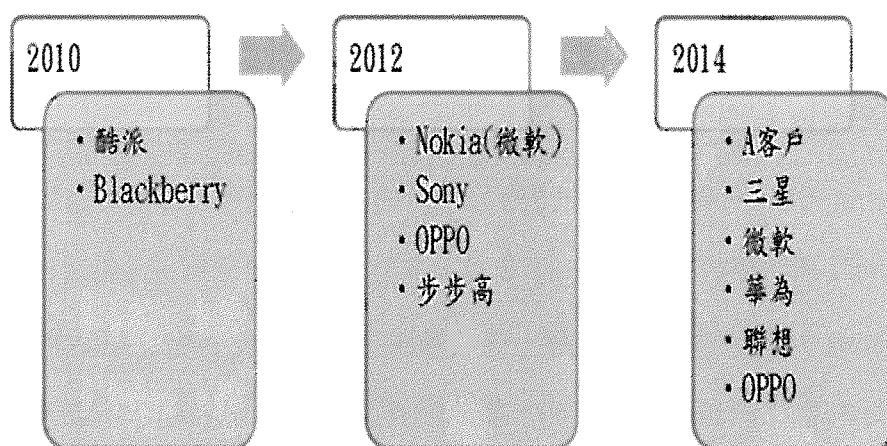 2010
• 酷派
• Blackberry
2012
• Nokia(微軟)
• Sony
• OPPO
• 步步高
2014
• A客戶
• 三星
• 微軟
• 華為
• 聯想
• OPPO